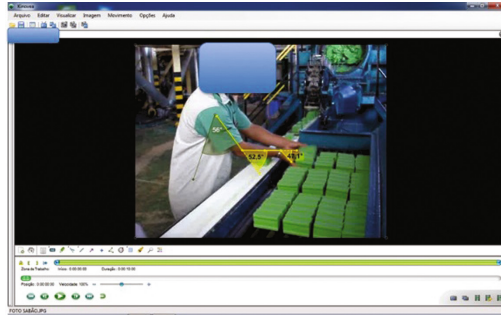 Kinovea
Arquivo Editar Visualizar Imagem Movimento Opções Ajuda
56°
52.5° 41.1°
Zona de Trabalho Início : 0:00:00:00 Duração : 0:00:10:00
Posição : 0:00:00:00 Velocidade: 100%
FOTO SABÃO.JPG